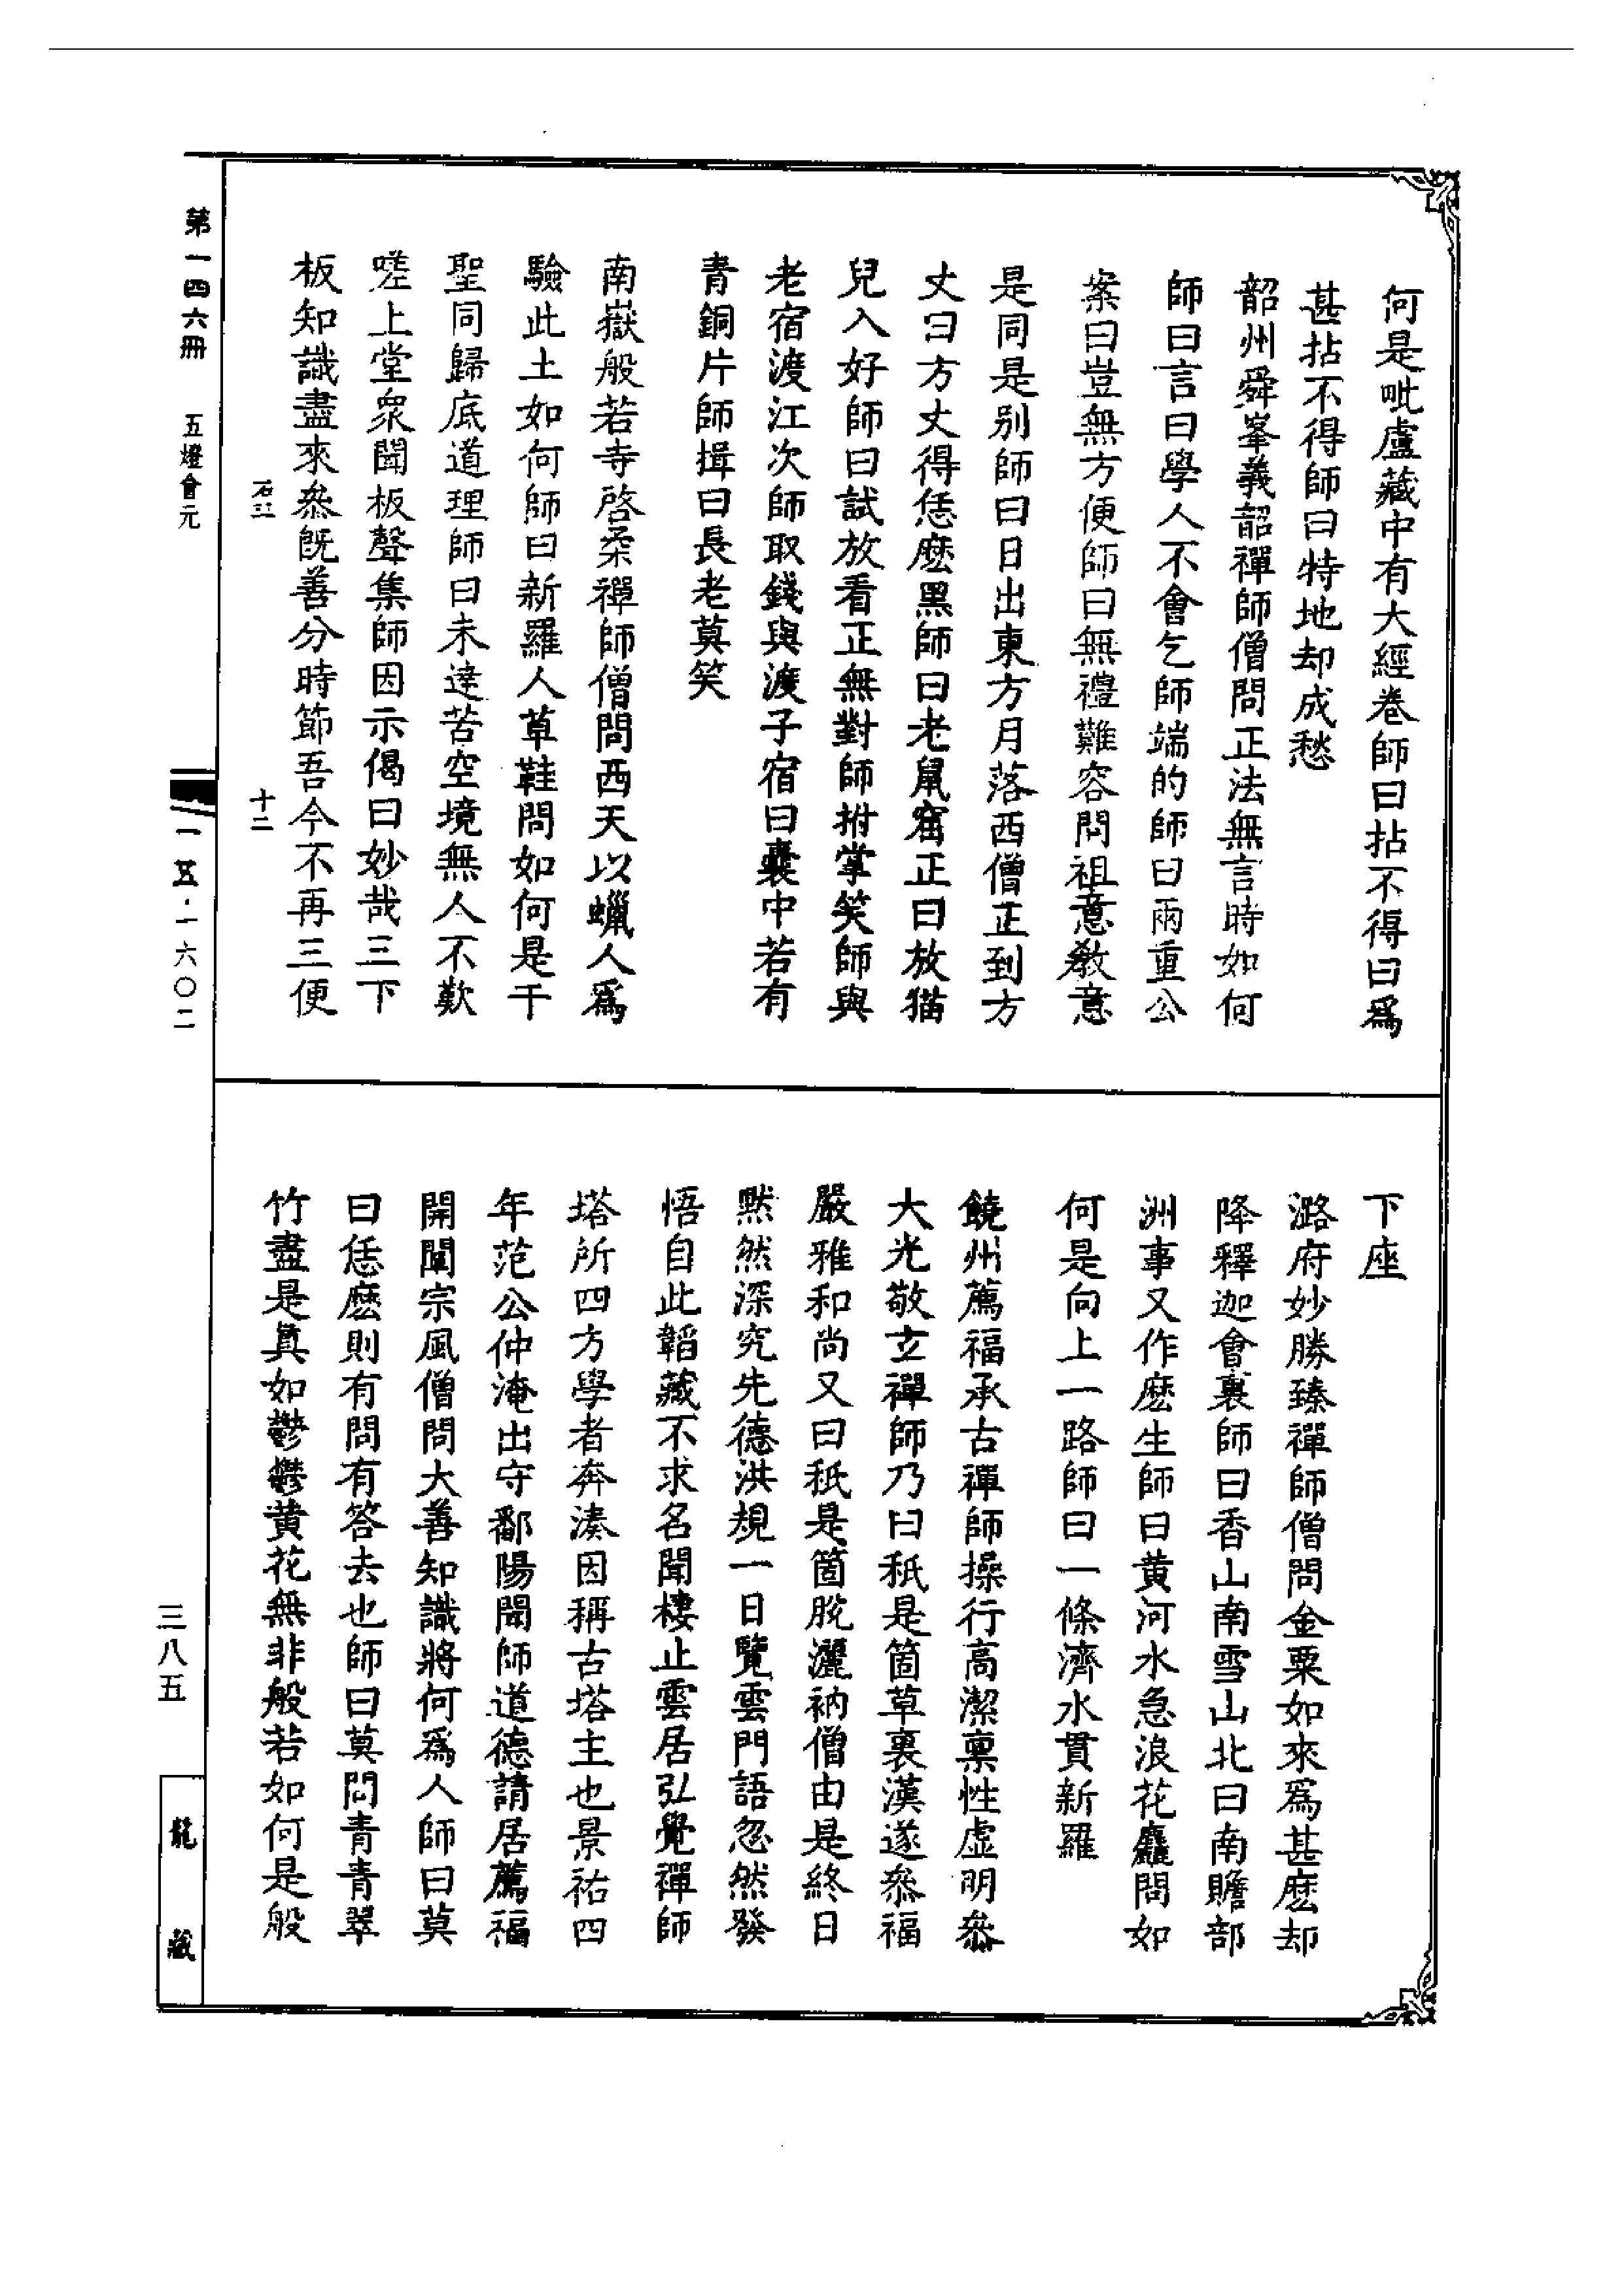 何是毗盧藏中有大經卷師曰拈不得曰爲
甚拈不得師曰特地却成愁
韶州舜峯義韶禪師僧問正法無言時如何
師曰言曰學人不會乞師端的師曰兩重公
案曰豈無方便師曰無禮難容問祖意敎意
是同是别師曰日出東方月落西僧正到方
丈曰方丈得恁麽黑師曰老鼠窟正曰放猫
兒入好師曰試放看正無對師拊掌笑師與
老宿渡江次師取錢與渡子宿曰囊中若有
青銅片師揖曰長老莫笑
南嶽般若寺啓柔禪師僧問西天以蠟人爲
驗此土如何師曰新羅人草鞋問如何是千
聖同歸底道理師曰未達苦空境無人不歎
嗟上堂衆聞板聲集師因示偈曰妙哉三下
板知識盡來叅旣善分時節吾今不再三便
下座
潞府妙勝臻禪師僧問金粟如來爲甚麽却
降釋迦會裏師曰香山南雪山北曰南贍部
洲事又作麽生師曰黄河水急浪花麤問如
何是向上一路師曰一條濟水貫新羅
饒州薦福承古禪師操行高潔稟性虚明叅
大光敬玄禪師乃曰秖是箇草裏漢遂叅福
嚴雅和尚又曰秖是箇脫灑衲僧由是終日
黙然深究先德洪規一日覽雲門語忽然發
悟自此韜藏不求名聞棲止雲居弘覺禪師
塔所四方學者奔湊因稱古塔主也景祐四
年范公仲淹出守鄱陽聞師道德請居薦福
開闡宗風僧問大善知識將何爲人師曰莫
曰恁麽則有問有答去也師曰莫問青青翠
竹盡是真如鬱鬱黄花無非般若如何是般
石三
十二
第一四六冊
五燈會元
一五·一六〇二
三八五
龍藏